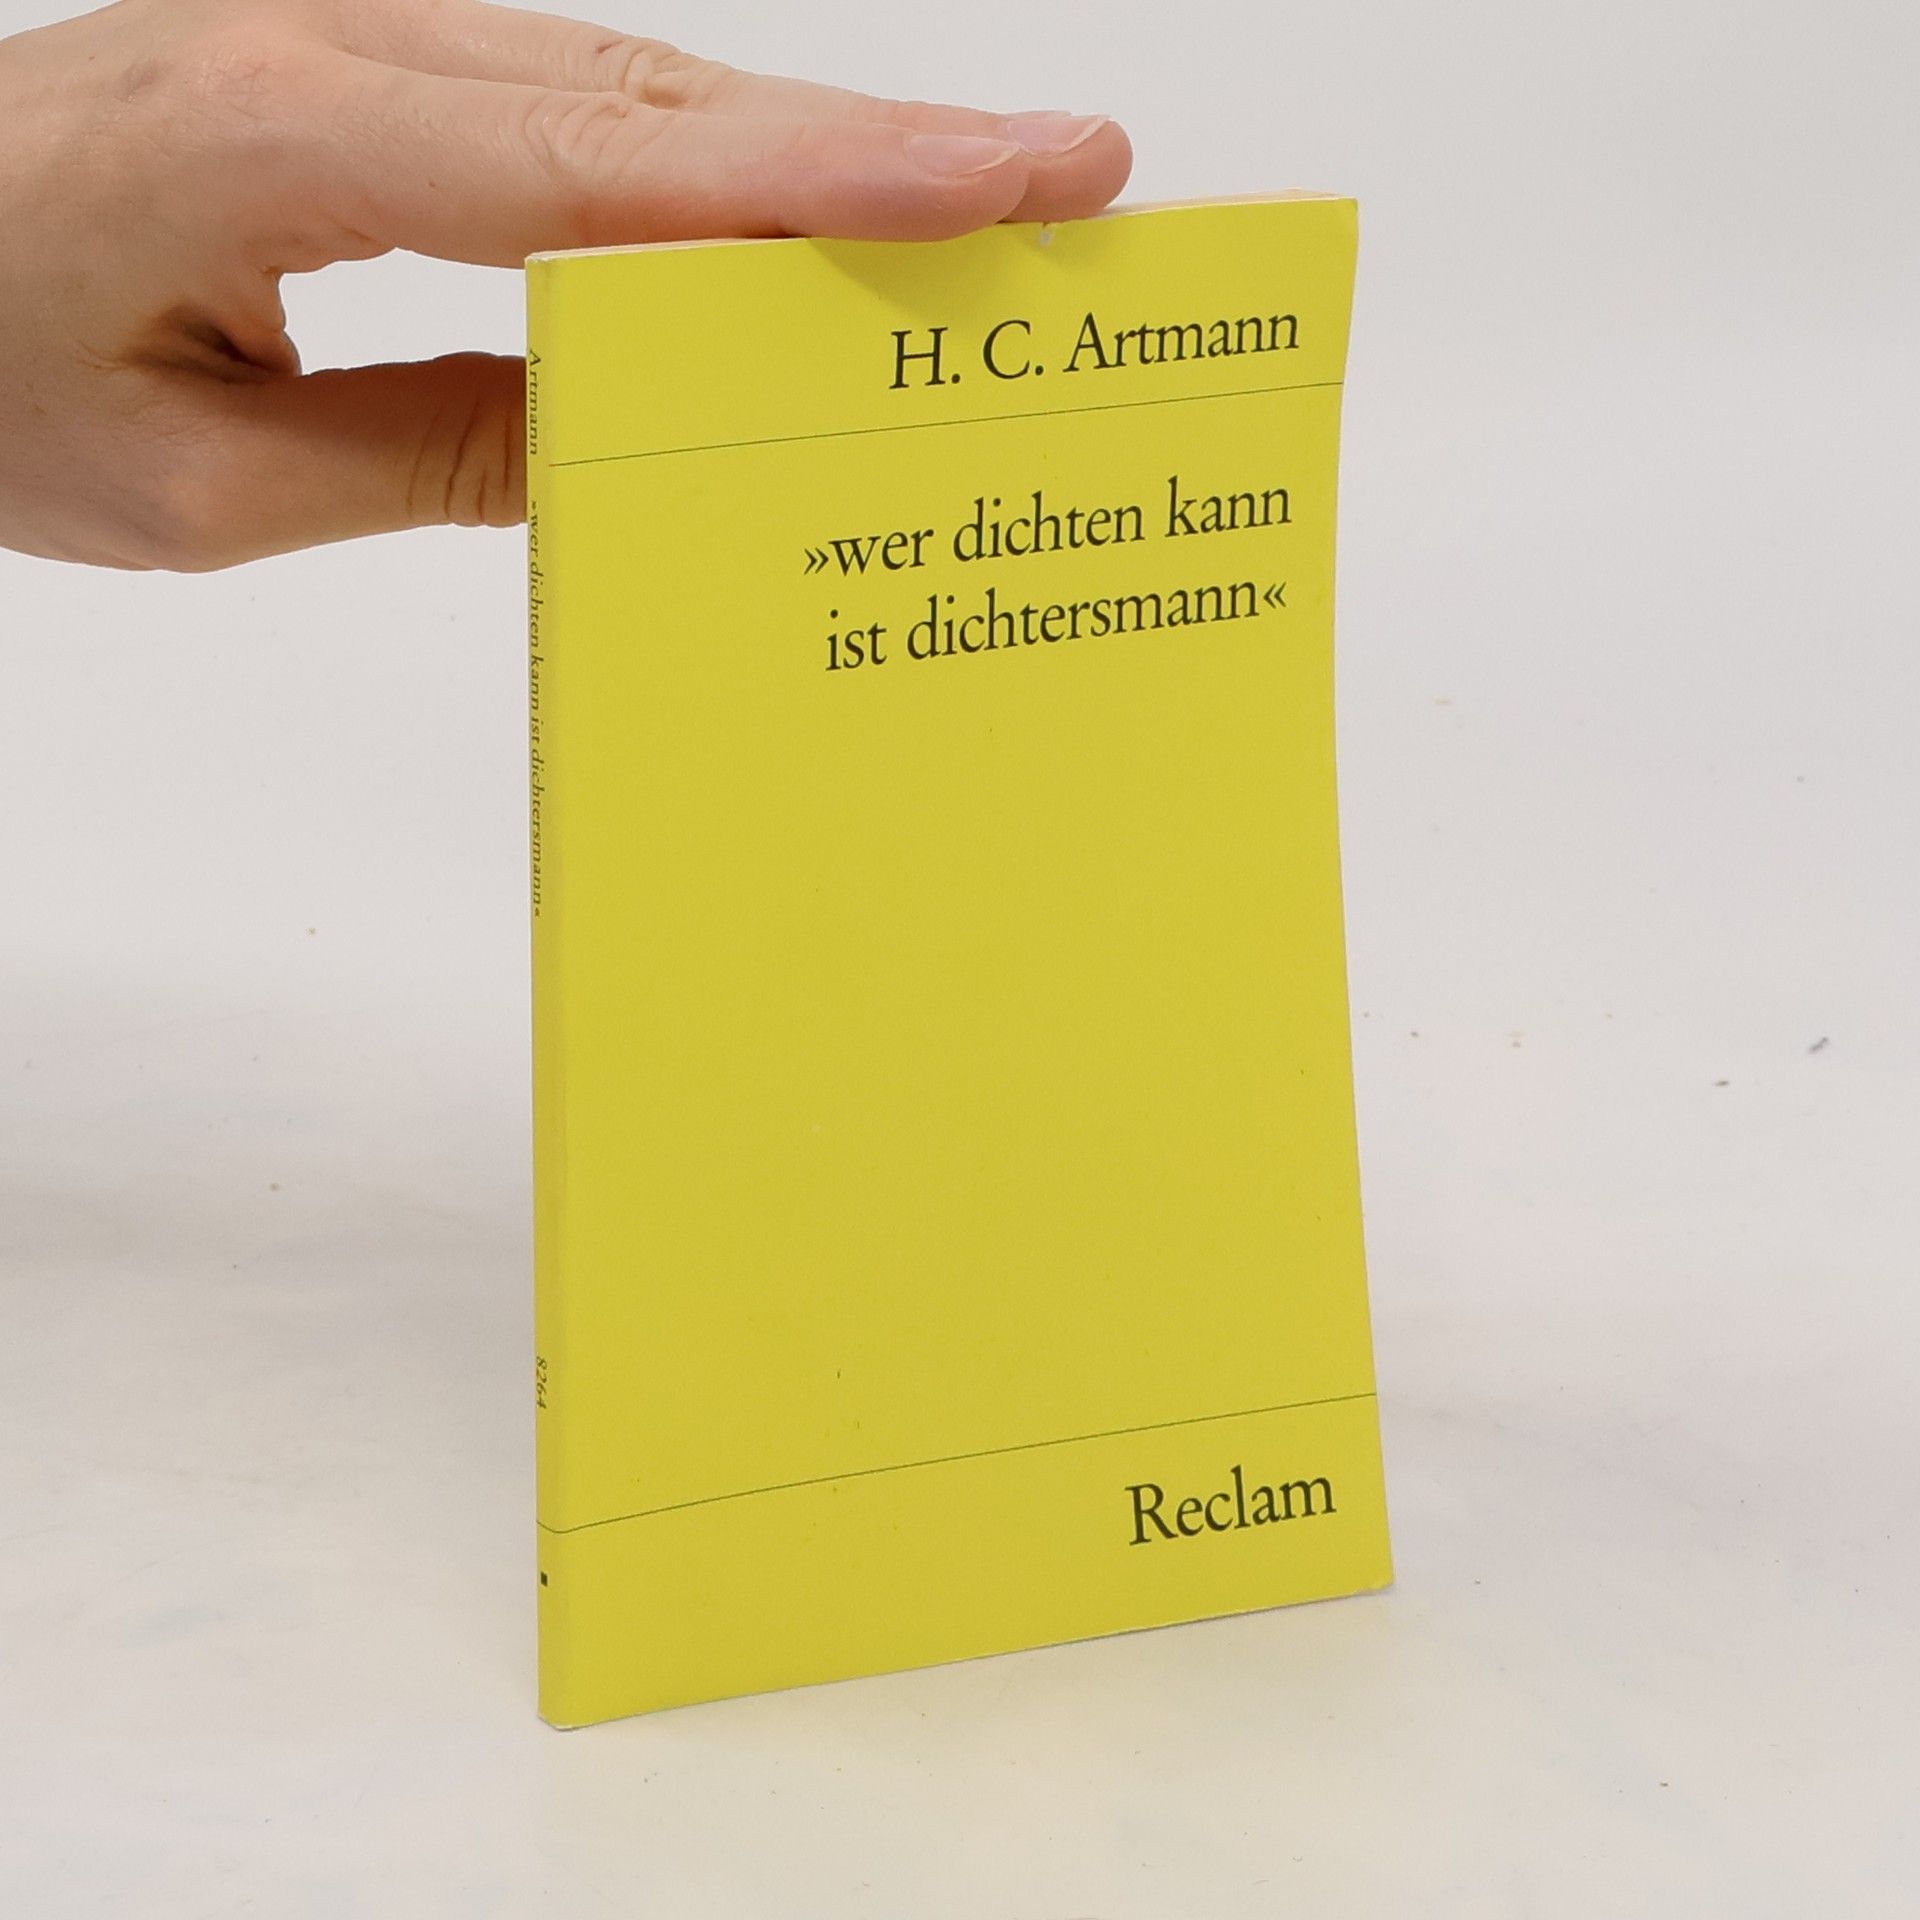 H. C. Artmann
»wer dichten kann
ist dichtersmann«
Reclam
Artmann »wer dichten kann ist dichtersmann«
8264